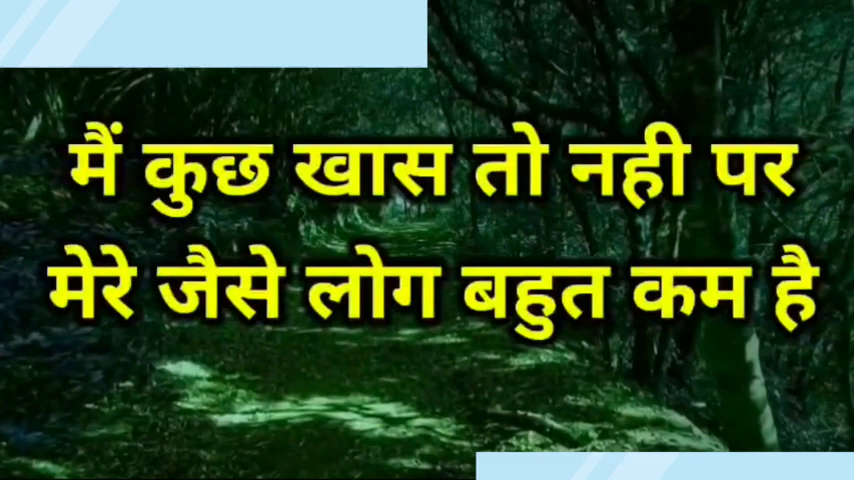 मैं कुछ खास तो नही पर
मेरे जैसे लोग बहुत कम है